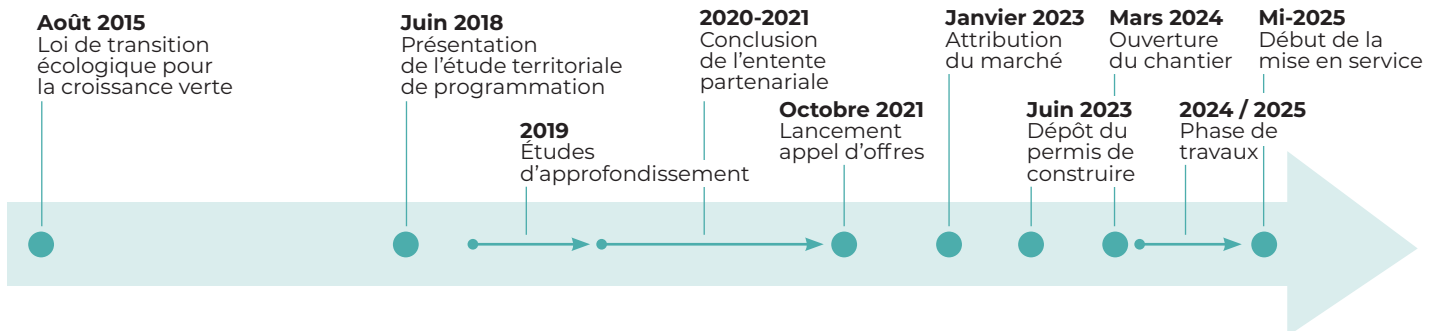 Août 2015
Loi de transition
écologique pour
la croissance verte
Juin 2018
Présentation
de l'étude territoriale
de programmation
2019
Études
d'approfondissement
2020-2021
Conclusion
de l'entente
partenariale
Octobre 2021
Lancement
appel d'offres
Janvier 2023
Attribution
du marché
Juin 2023
Dépôt du
permis de
construire
Mars 2024
Ouverture
du chantier
2024 / 2025
Phase de
travaux
Mi-2025
Début de la
mise en service